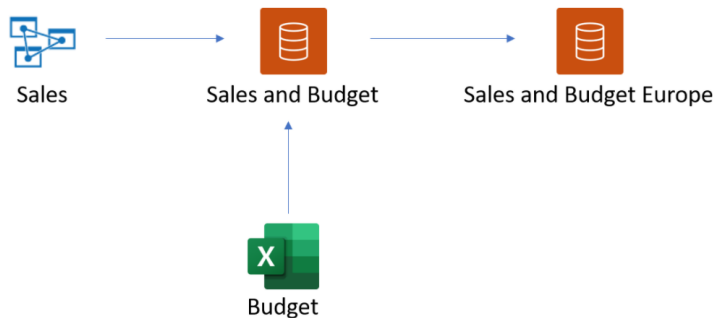 Sales
Sales and Budget
Sales and Budget Europe
X
Budget